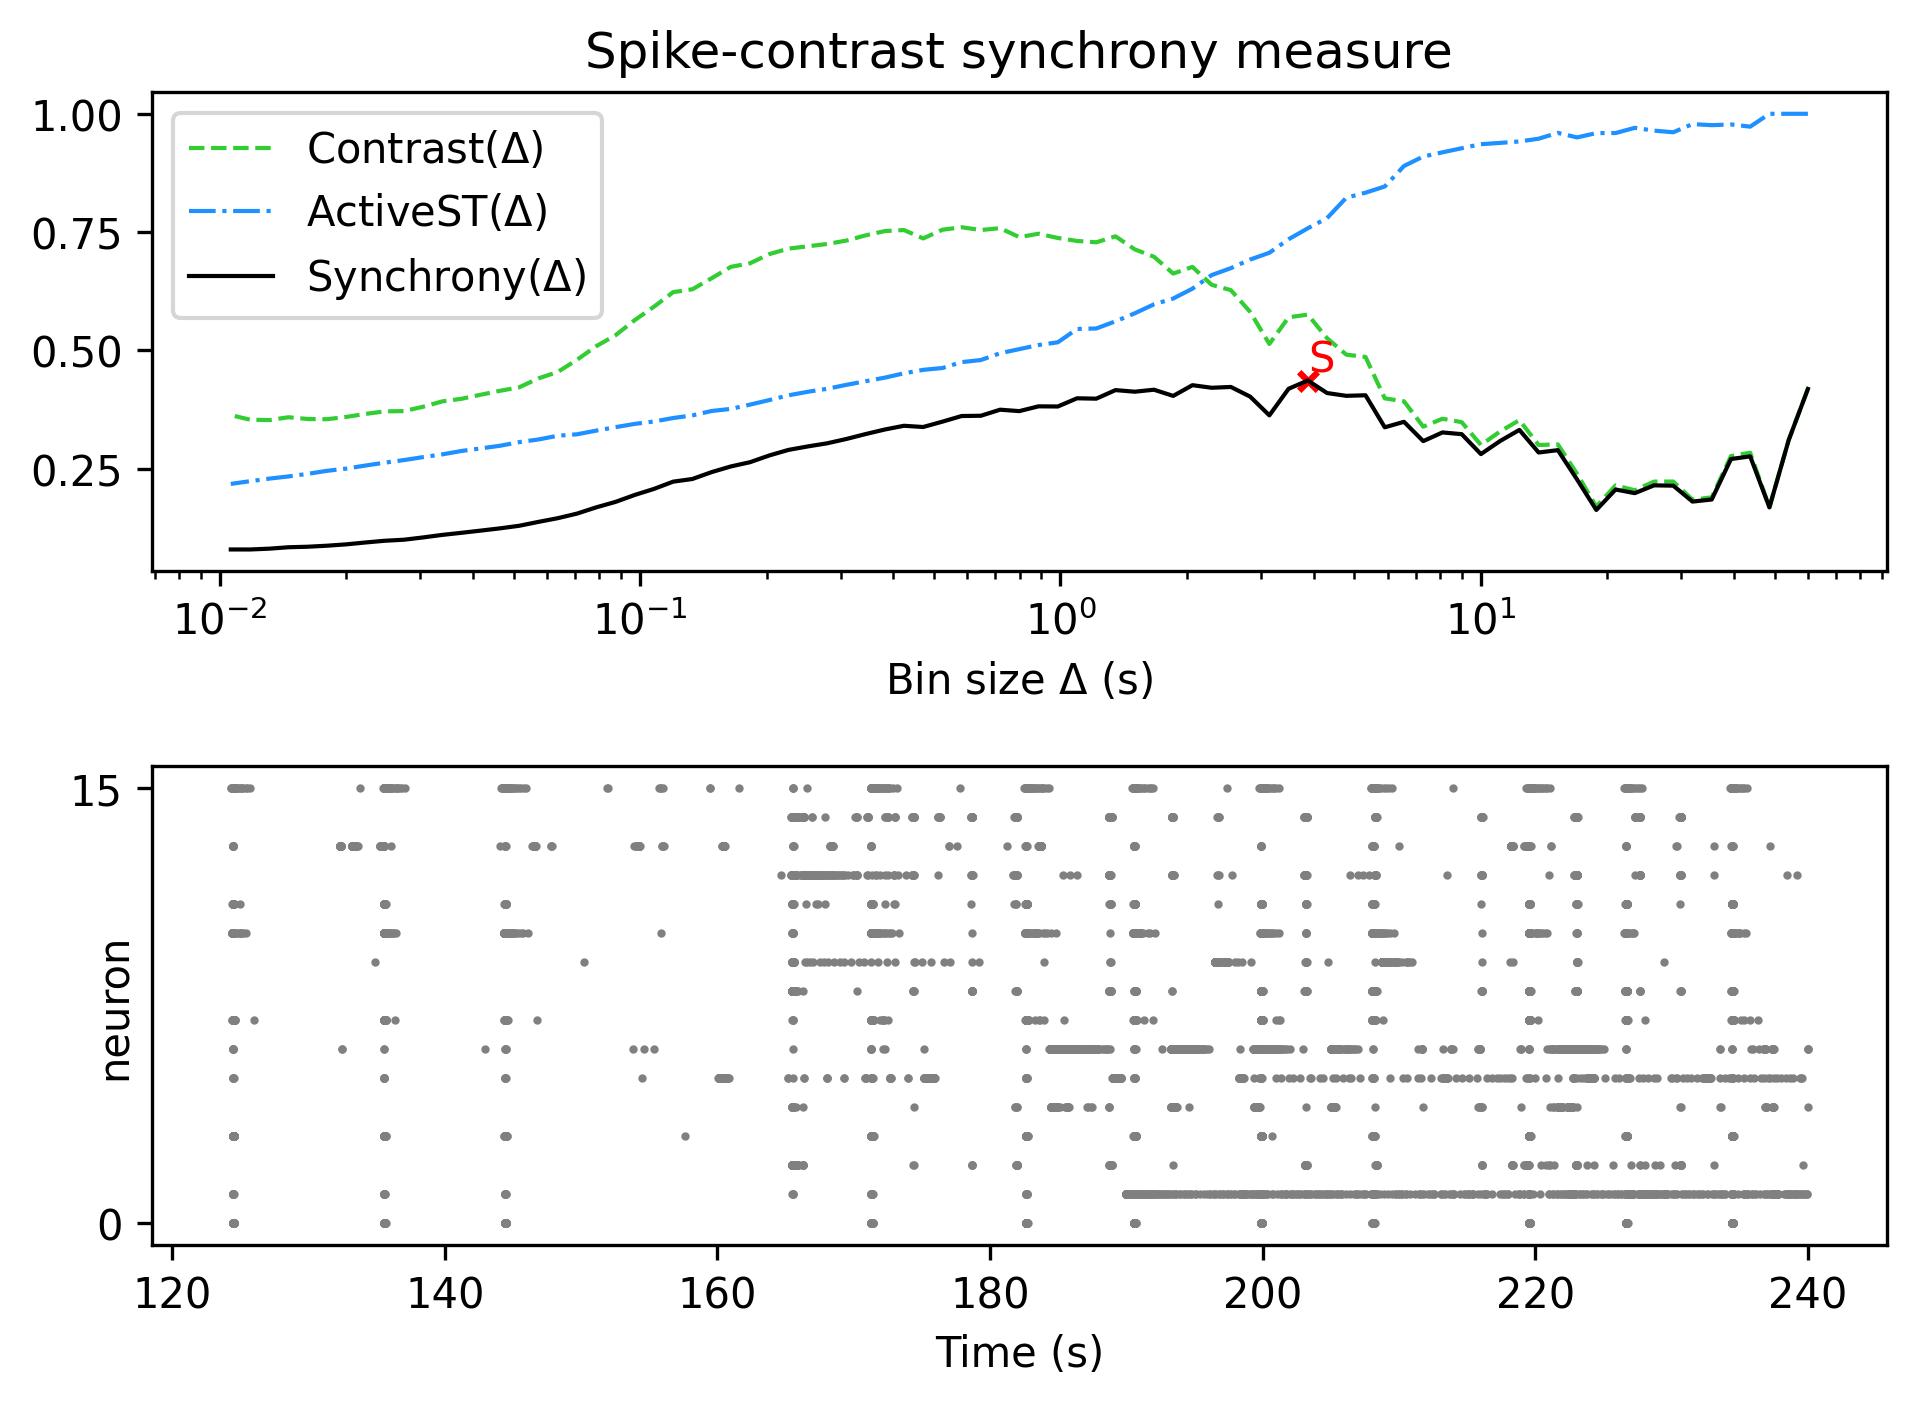 Spike-contrast synchrony measure
1.00
0.75
0.50
0.25
Contrast(Δ)
ActiveST(Δ)
Synchrony(Δ)
S
10⁻² 10⁻¹ 10⁰ 10¹
Bin size Δ (s)
15
0
neuron
120 140 160 180 200 220 240
Time (s)